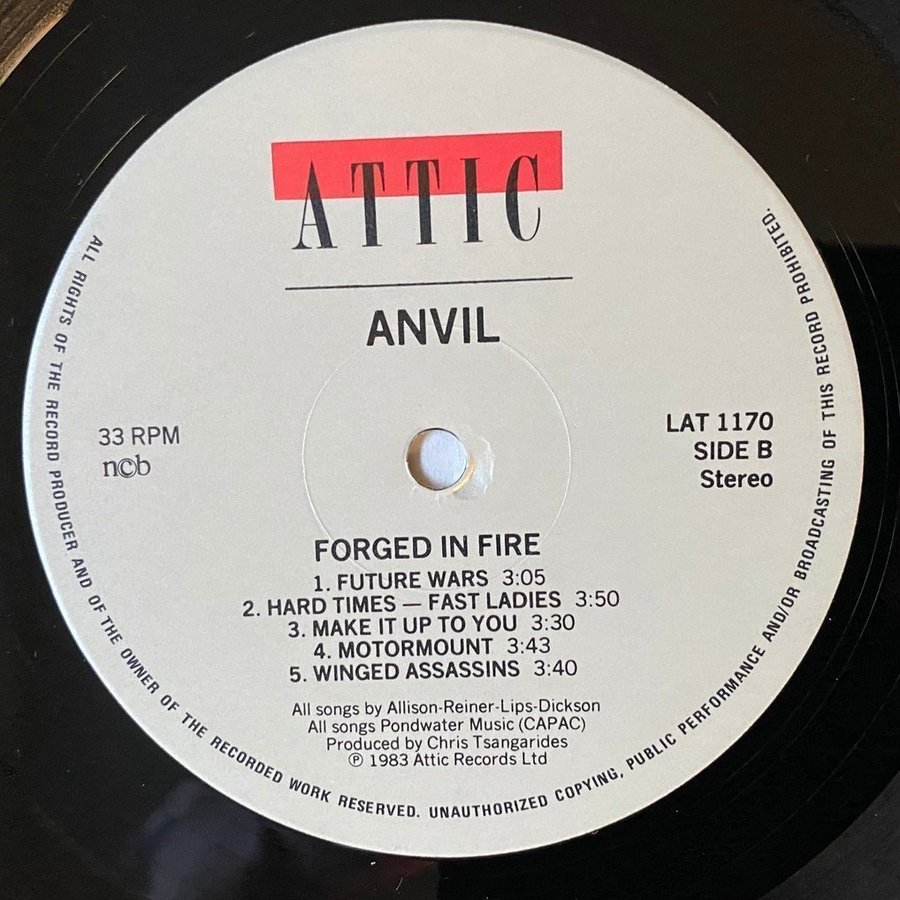 ATTIC
ANVIL
33 RPM
ncb
LAT 1170
SIDE B
Stereo
FORGED IN FIRE
1. FUTURE WARS 3:05
2. HARD TIMES — FAST LADIES 3:50
3. MAKE IT UP TO YOU 3:30
4. MOTORMOUNT 3:43
5. WINGED ASSASSINS 3:40
All songs by Allison-Reiner-Lips-Dickson
All songs Pondwater Music (CAPAC)
Produced by Chris Tsangarides
℗ 1983 Attic Records Ltd
ALL RIGHTS OF THE RECORD PRODUCER AND OF THE OWNER OF THE RECORDED WORK RESERVED. UNAUTHORIZED COPYING, PUBLIC PERFORMANCE AND/OR BROADCASTING OF THIS RECORD PROHIBITED.